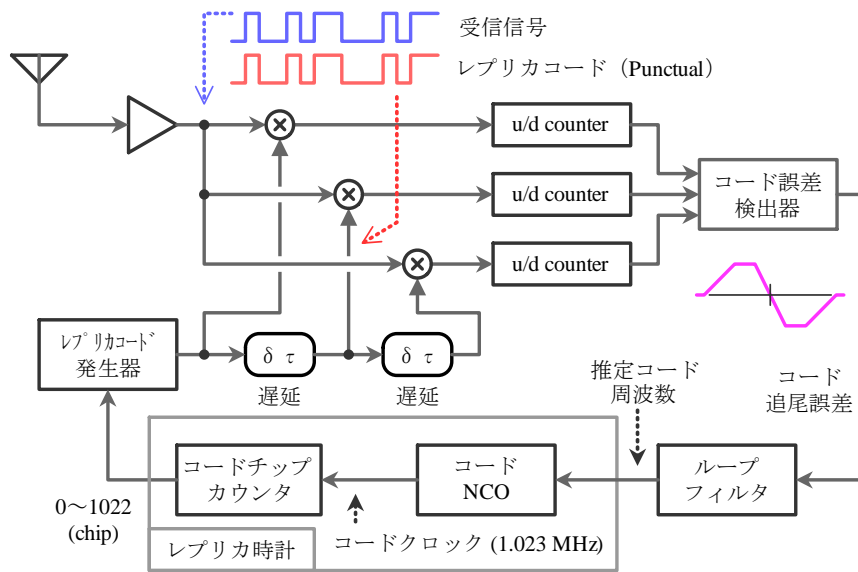 受信信号
レプリカコード（Punctual）
u/d counter
u/d counter
u/d counter
コード誤差
検出器
ﾚﾌﾟﾘｶｺｰﾄﾞ
発生器
δ τ
δ τ
遅延
遅延
推定コード
周波数
コード
追尾誤差
コードチップ
カウンタ
コード
NCO
ループ
フィルタ
0～1022
(chip)
コードクロック (1.023 MHz)
レプリカ時計